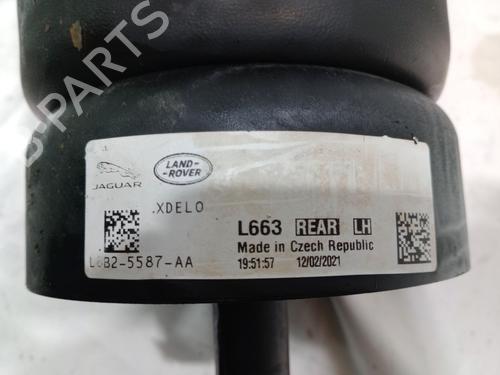 B-PARTS
JAGUAR
LAND-
ROVER
.XDELO
L663 REAR LH
Made in Czech Republic
L8B2-5587-AA
19:51:57 12/02/2021